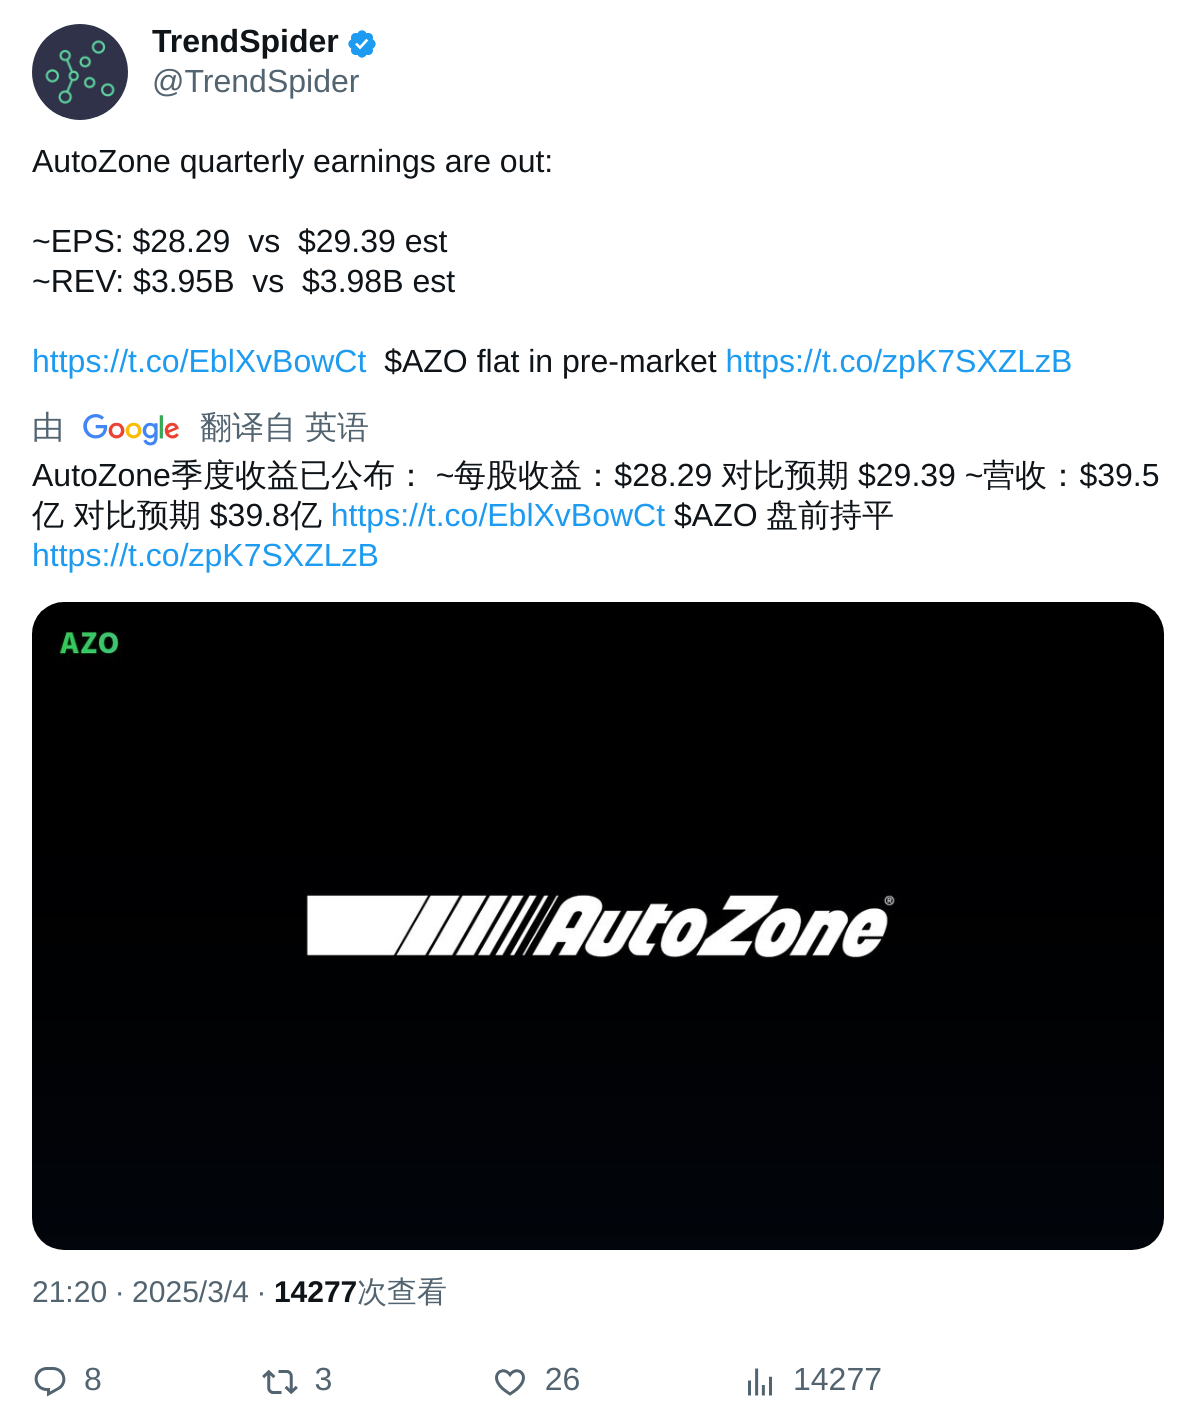 TrendSpider
@TrendSpider
AutoZone quarterly earnings are out:
~EPS: $28.29  vs  $29.39 est
~REV: $3.95B  vs  $3.98B est
https://t.co/EblXvBowCt  $AZO flat in pre-market https://t.co/zpK7SXZLzB
由 Google 翻译自 英语
AutoZone季度收益已公布： ~每股收益：$28.29 对比预期 $29.39 ~营收：$39.5
亿 对比预期 $39.8亿 https://t.co/EblXvBowCt $AZO 盘前持平
https://t.co/zpK7SXZLzB
AZO
AutoZone®
21:20 · 2025/3/4 · 14277次查看
8 3 26 14277